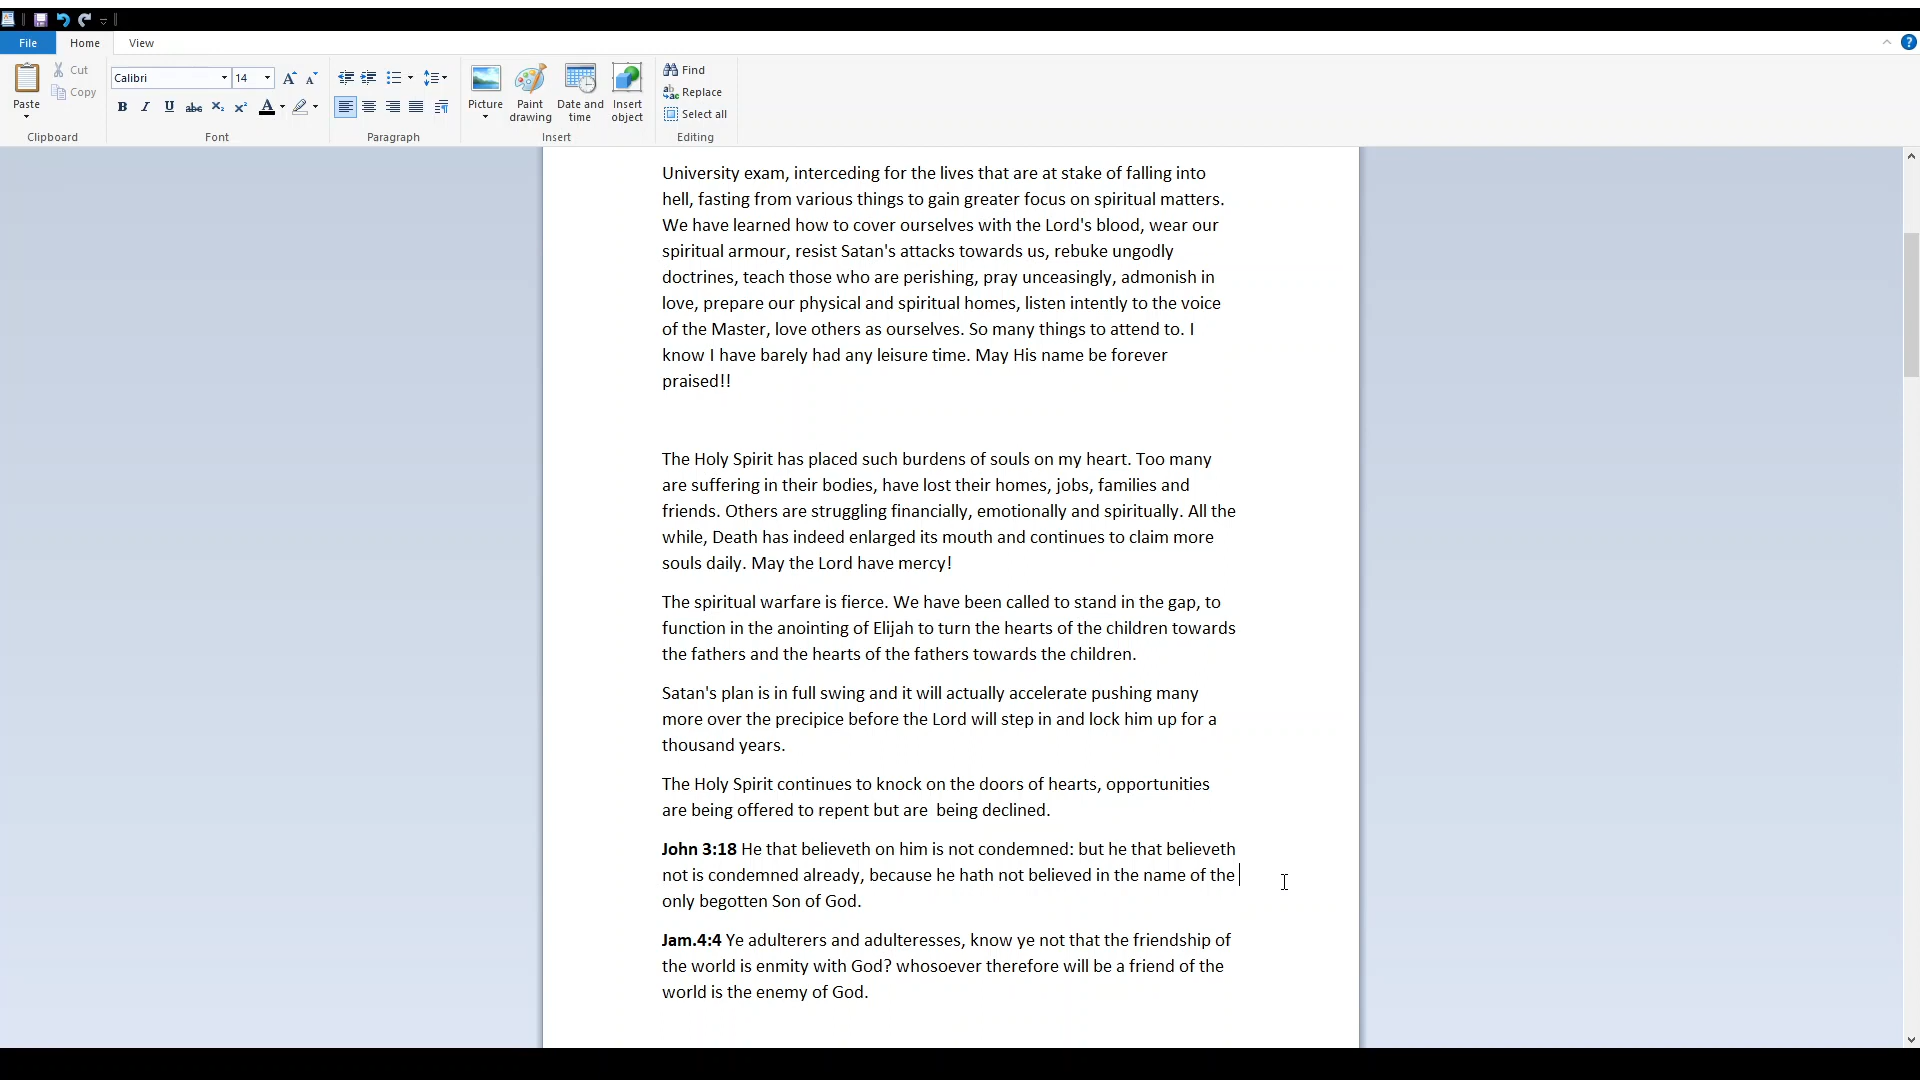 File Home View
Paste
Cut
Copy
Clipboard
Calibri 14
B I U abc X₂ X² A
Font
Paragraph
Picture
Paint drawing
Date and time
Insert object
Insert
Find
Replace
Select all
Editing
University exam, interceding for the lives that are at stake of falling into
hell, fasting from various things to gain greater focus on spiritual matters.
We have learned how to cover ourselves with the Lord's blood, wear our
spiritual armour, resist Satan's attacks towards us, rebuke ungodly
doctrines, teach those who are perishing, pray unceasingly, admonish in
love, prepare our physical and spiritual homes, listen intently to the voice
of the Master, love others as ourselves. So many things to attend to. I
know I have barely had any leisure time. May His name be forever
praised!!
The Holy Spirit has placed such burdens of souls on my heart. Too many
are suffering in their bodies, have lost their homes, jobs, families and
friends. Others are struggling financially, emotionally and spiritually. All the
while, Death has indeed enlarged its mouth and continues to claim more
souls daily. May the Lord have mercy!
The spiritual warfare is fierce. We have been called to stand in the gap, to
function in the anointing of Elijah to turn the hearts of the children towards
the fathers and the hearts of the fathers towards the children.
Satan's plan is in full swing and it will actually accelerate pushing many
more over the precipice before the Lord will step in and lock him up for a
thousand years.
The Holy Spirit continues to knock on the doors of hearts, opportunities
are being offered to repent but are  being declined.
John 3:18 He that believeth on him is not condemned: but he that believeth
not is condemned already, because he hath not believed in the name of the
only begotten Son of God.
Jam.4:4 Ye adulterers and adulteresses, know ye not that the friendship of
the world is enmity with God? whosoever therefore will be a friend of the
world is the enemy of God.